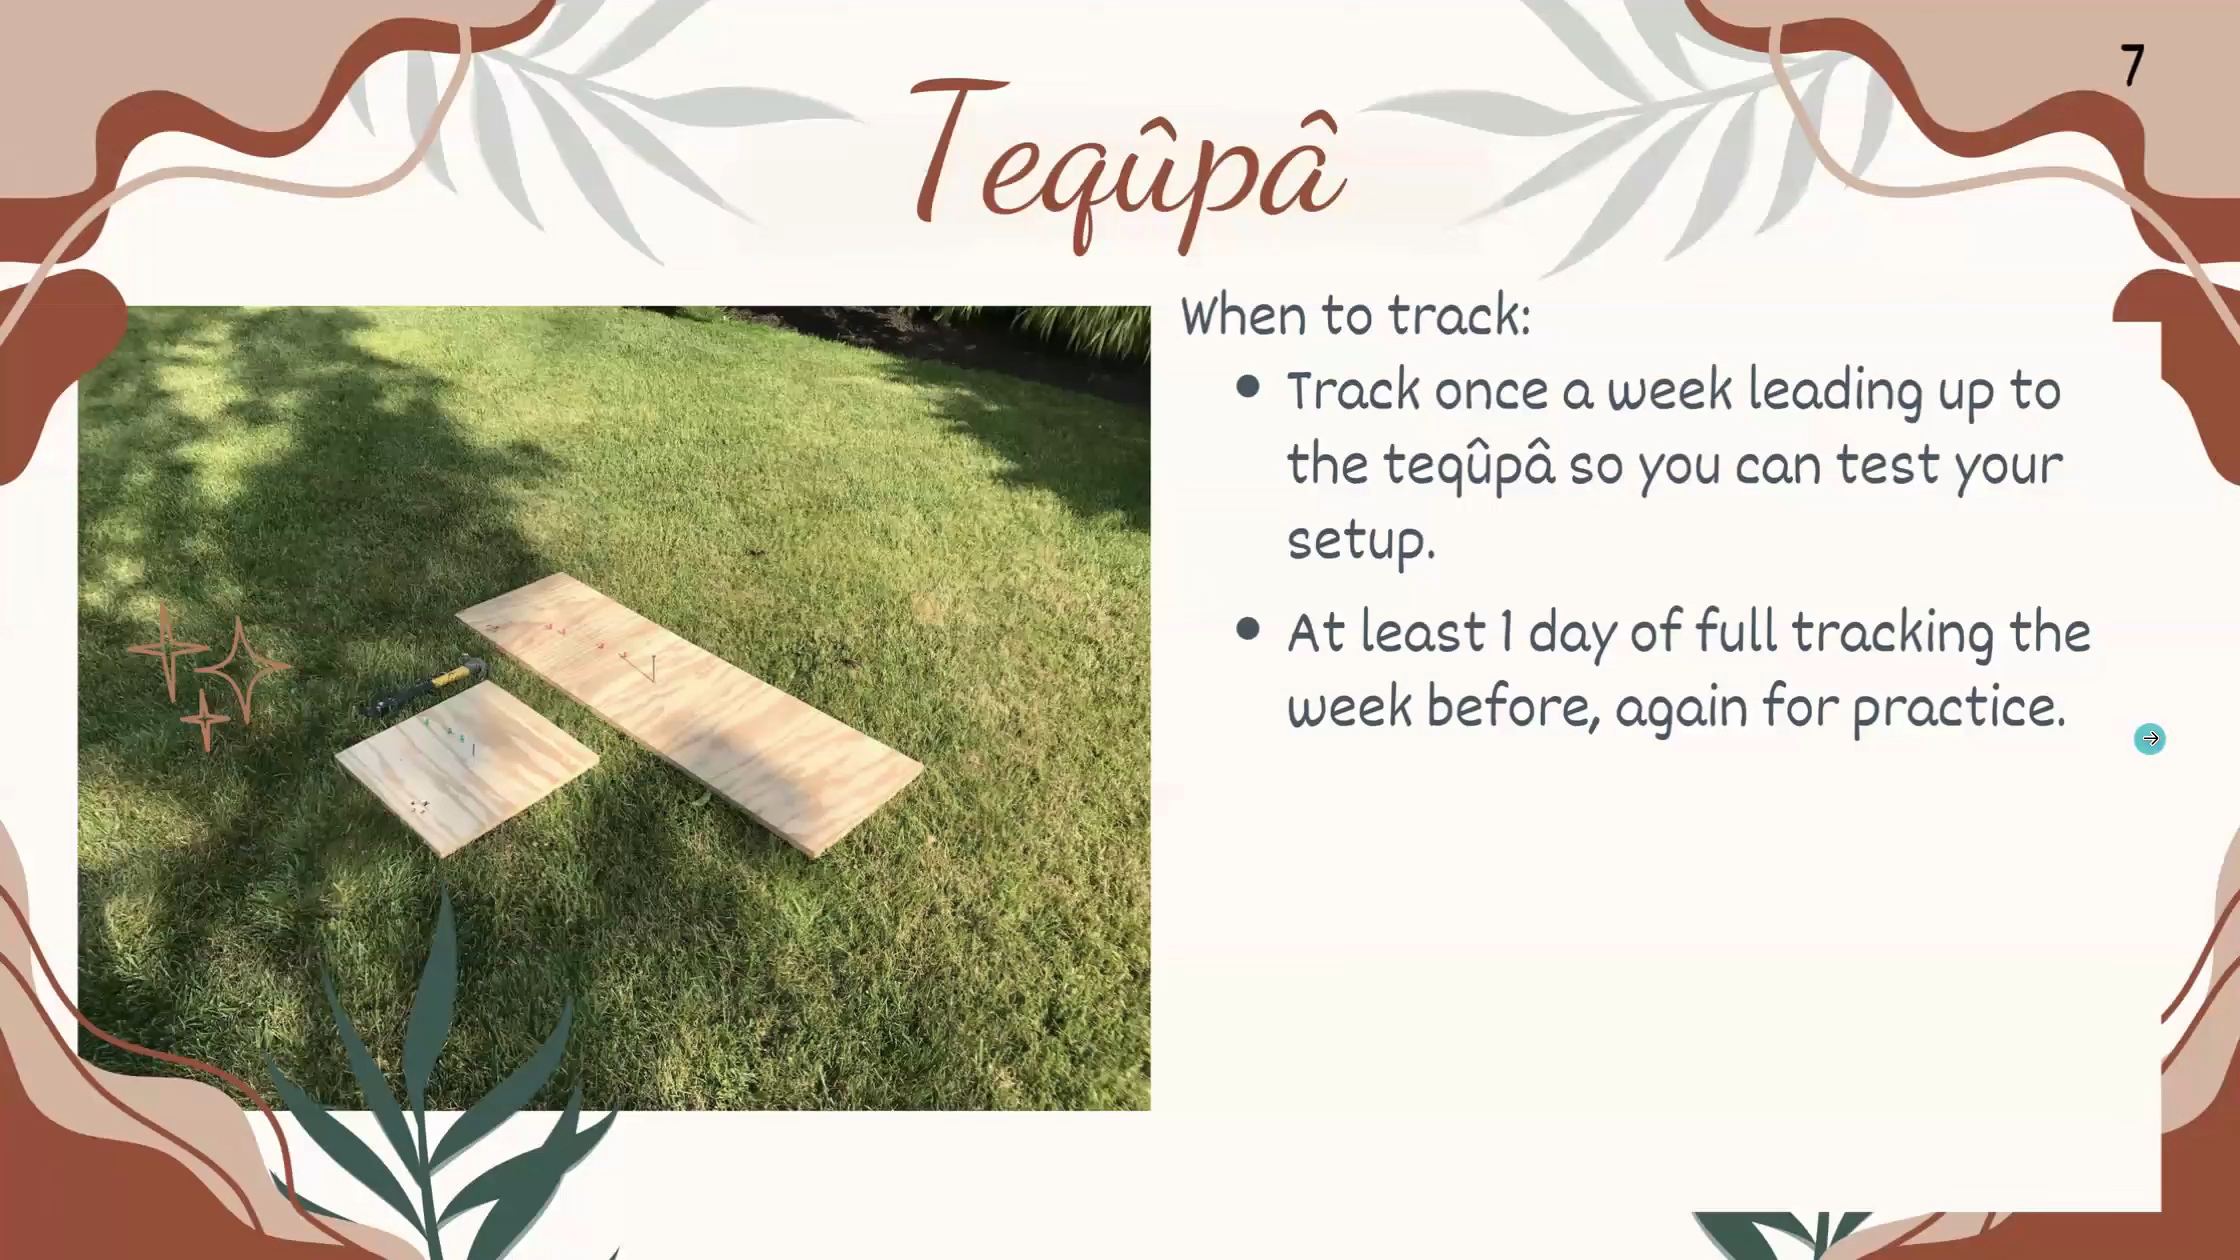 7
Teqûpâ
When to track:
• Track once a week leading up to
the teqûpâ so you can test your
setup.
• At least 1 day of full tracking the
week before, again for practice.